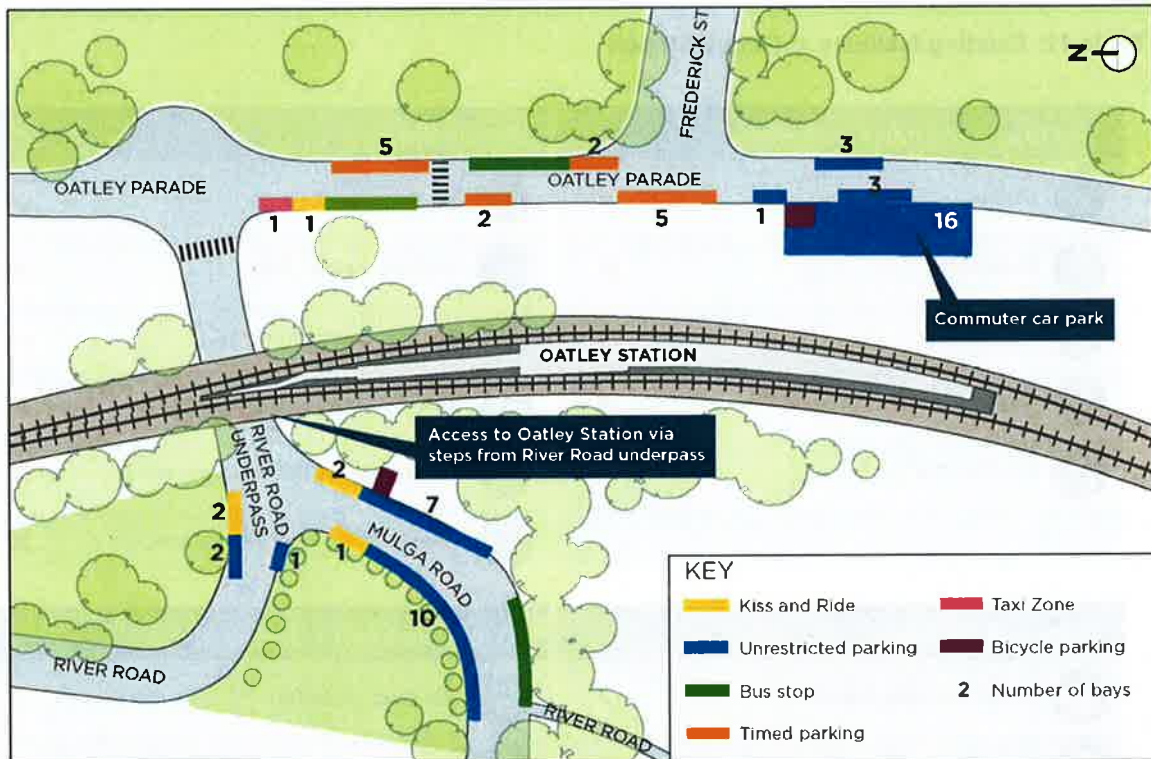 FREDERICK ST
N
5
2
3
OATLEY PARADE
OATLEY PARADE
3
1
1
2
5
1
16
Commuter car park
OATLEY STATION
Access to Oatley Station via
steps from River Road underpass
RIVER ROAD
UNDERPASS
2
7
2
2
1
1
MULGA ROAD
10
RIVER ROAD
RIVER ROAD
KEY
Kiss and Ride
Taxi Zone
Unrestricted parking
Bicycle parking
Bus stop
2 Number of bays
Timed parking